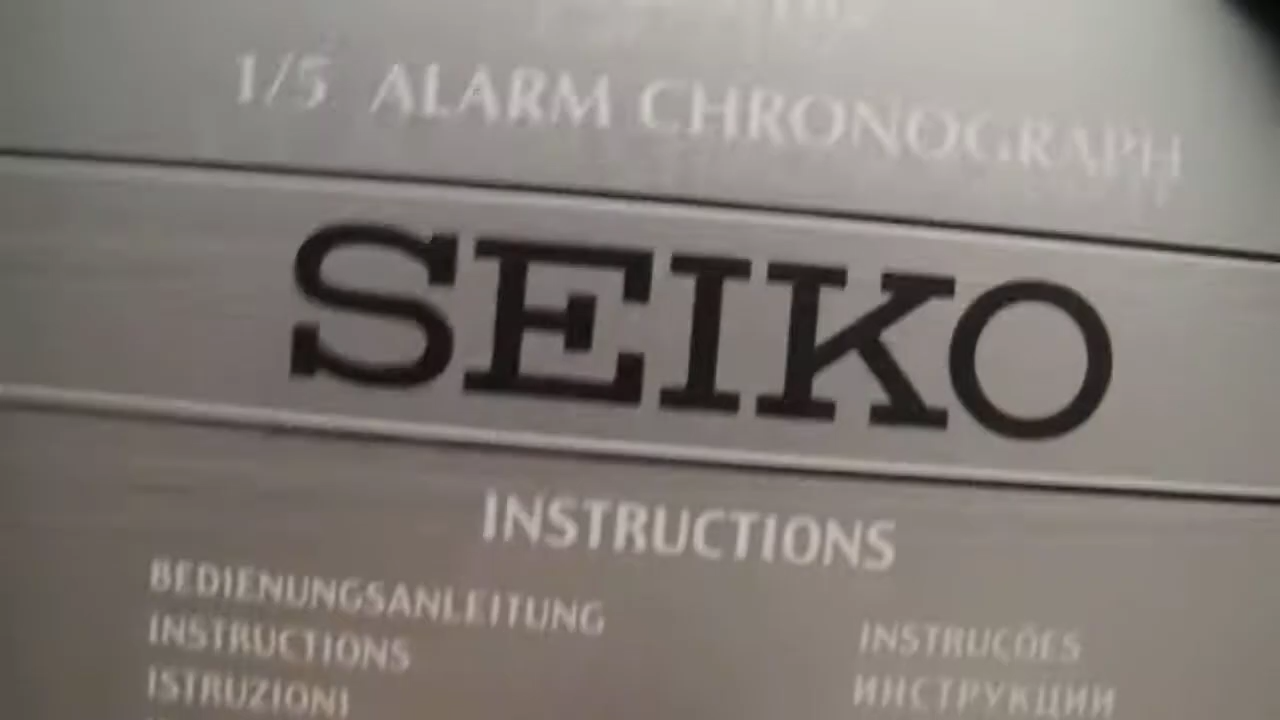 1/5 ALARM CHRONOGRAPH
SEIKO
INSTRUCTIONS
BEDIENUNGSANLEITUNG
INSTRUCTIONS
ISTRUZIONI
INSTRUÇÕES
ИНСТРУКЦИИ